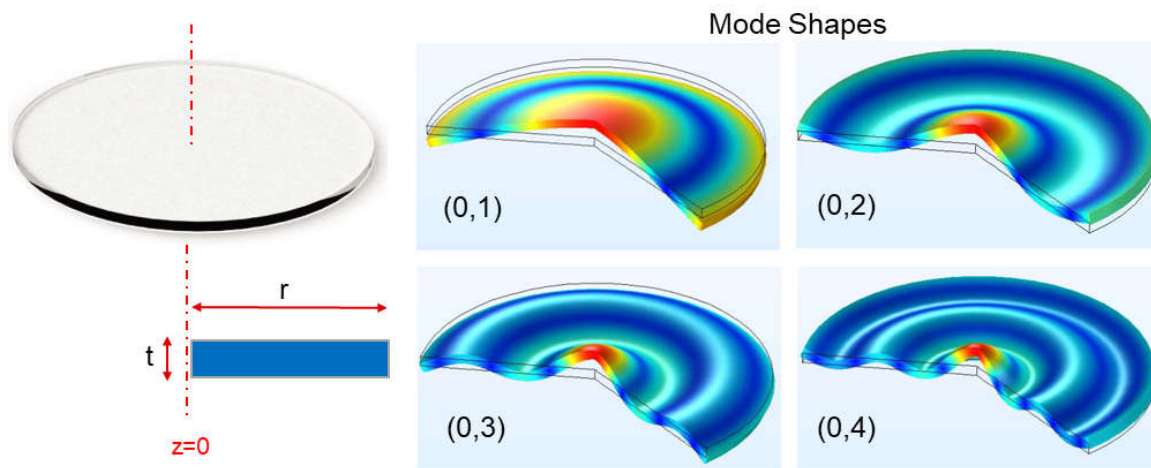 Mode Shapes
(0,1)
(0,2)
r
t
(0,3)
(0,4)
z=0